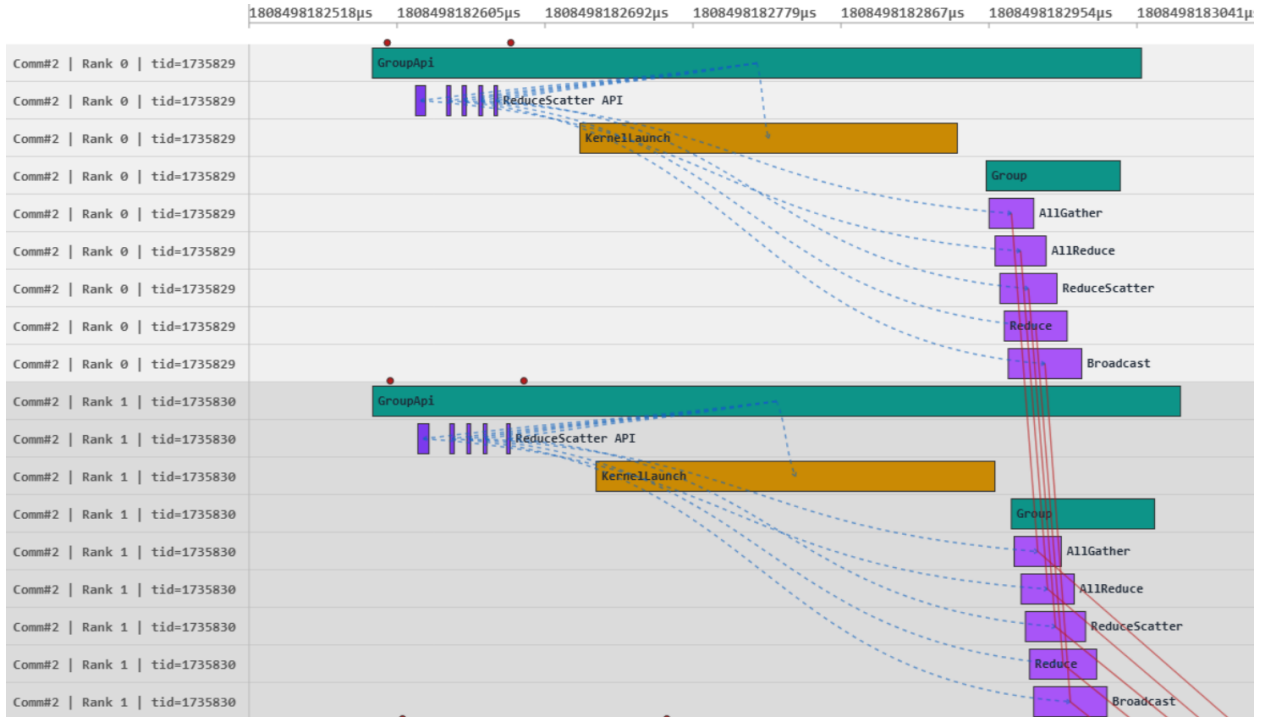 1808498182518µs 1808498182605µs 1808498182692µs 1808498182779µs 1808498182867µs 1808498182954µs 1808498183041µs
Comm#2 | Rank 0 | tid=1735829 GroupApi
Comm#2 | Rank 0 | tid=1735829 ReduceScatter API
Comm#2 | Rank 0 | tid=1735829 KernelLaunch
Comm#2 | Rank 0 | tid=1735829 Group
Comm#2 | Rank 0 | tid=1735829 AllGather
Comm#2 | Rank 0 | tid=1735829 AllReduce
Comm#2 | Rank 0 | tid=1735829 ReduceScatter
Comm#2 | Rank 0 | tid=1735829 Reduce
Comm#2 | Rank 0 | tid=1735829 Broadcast
Comm#2 | Rank 1 | tid=1735830 GroupApi
Comm#2 | Rank 1 | tid=1735830 ReduceScatter API
Comm#2 | Rank 1 | tid=1735830 KernelLaunch
Comm#2 | Rank 1 | tid=1735830 Group
Comm#2 | Rank 1 | tid=1735830 AllGather
Comm#2 | Rank 1 | tid=1735830 AllReduce
Comm#2 | Rank 1 | tid=1735830 ReduceScatter
Comm#2 | Rank 1 | tid=1735830 Reduce
Comm#2 | Rank 1 | tid=1735830 Broadcast